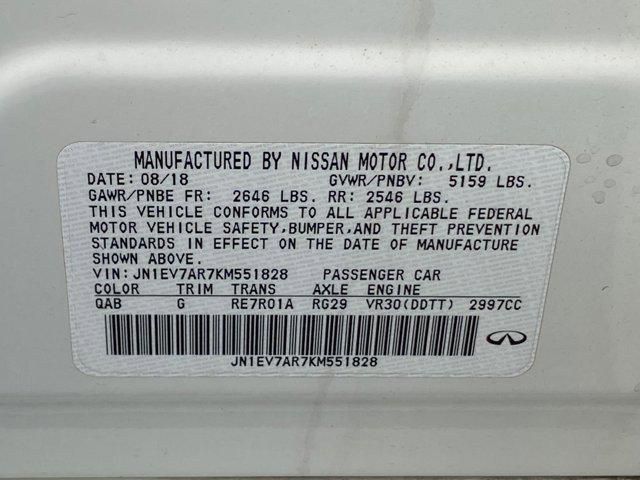 MANUFACTURED BY NISSAN MOTOR CO.,LTD.
DATE: 08/18 GVWR/PNBV: 5159 LBS.
GAWR/PNBE FR: 2646 LBS. RR: 2546 LBS.
THIS VEHICLE CONFORMS TO ALL APPLICABLE FEDERAL
MOTOR VEHICLE SAFETY, BUMPER, AND THEFT PREVENTION
STANDARDS IN EFFECT ON THE DATE OF MANUFACTURE
SHOWN ABOVE.
VIN: JN1EV7AR7KM551828 PASSENGER CAR
COLOR TRIM TRANS AXLE ENGINE
QAB G RE7R01A RG29 VR30(DDTT) 2997CC
JN1EV7AR7KM551828